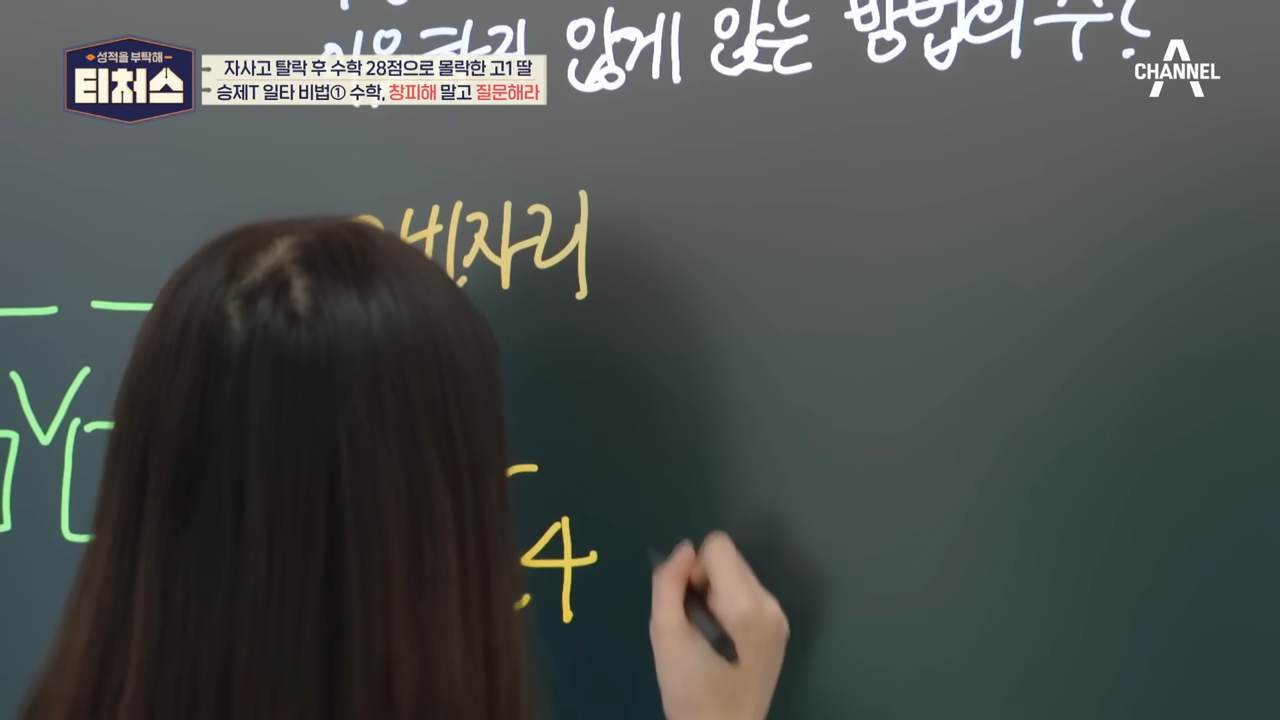 않게 앉는 방법의 수?
성적을 부탁해
티처스
자사고 탈락 후 수학 28점으로 몰락한 고1 딸
승제T 일타 비법① 수학, 창피해 말고 질문해라
CHANNEL A
빈자리
4